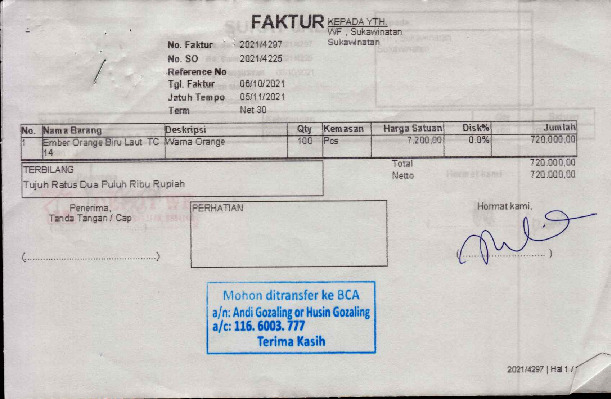 FAKTUR
KEPADA YTH.
WF , Sukawinatan
Sukawinatan
No. Faktur 2021/4297
No. SO 2021/4225
Reference No
Tgl. Faktur 06/10/2021
Jatuh Tempo 05/11/2021
Term Net 30
No. Nama Barang Deskripsi Qty Kemasan Harga Satuan Disk% Jumlah
1 Ember Orange Biru Laut TC Warna Orange 100 Pcs 7,200.00 0.0% 720,000.00
14
TERBILANG
Tujuh Ratus Dua Puluh Ribu Rupiah
Total 720,000.00
Netto 720,000.00
Penerima,
Tanda Tangan / Cap
PERHATIAN
Hormat kami,
(..............................)
(..............................)
Mohon ditransfer ke BCA
a/n: Andi Gozaling or Husin Gozaling
a/c: 116. 6003. 777
Terima Kasih
2021/4297 | Hal 1 /